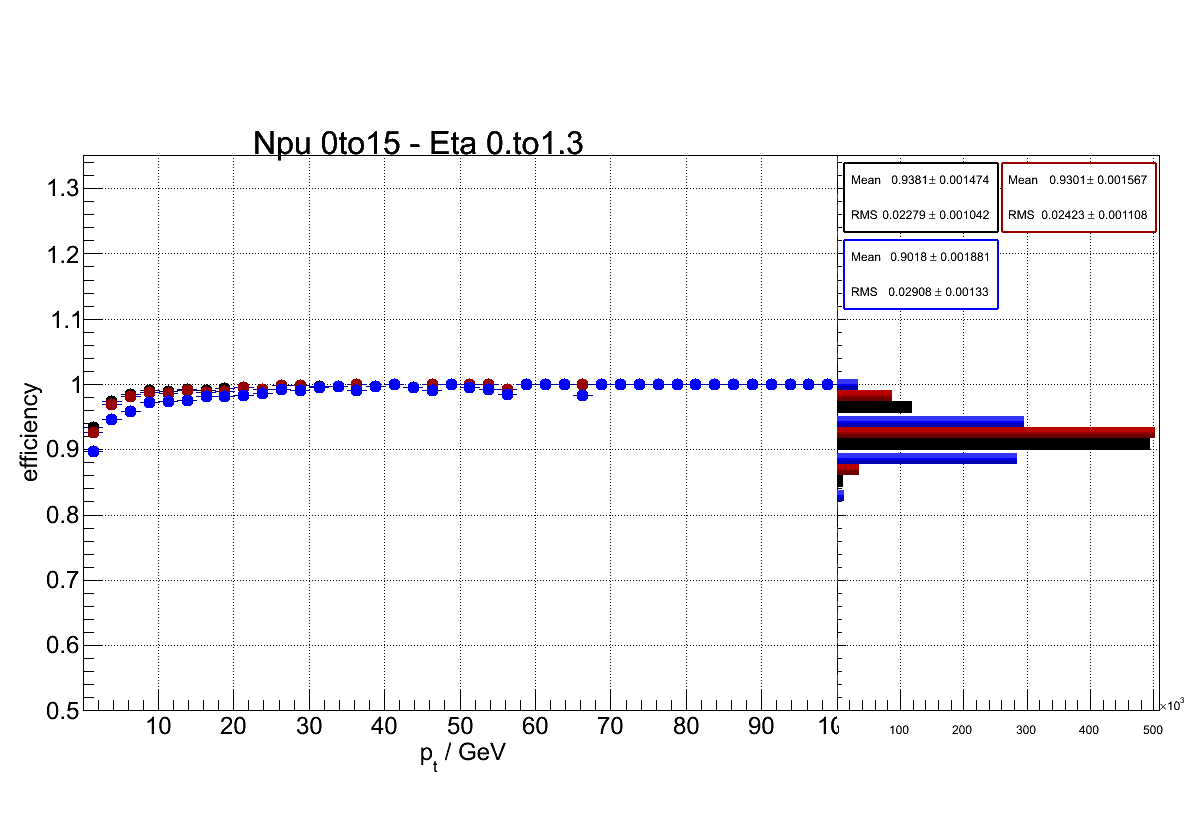 Npu 0to15 - Eta 0.to1.3
1.3
1.2
1.1
1
0.9
0.8
0.7
0.6
0.5
efficiency
10 20 30 40 50 60 70 80 90 10
p_t / GeV
Mean 0.9381 ± 0.001474
RMS 0.02279 ± 0.001042
Mean 0.9301 ± 0.001567
RMS 0.02423 ± 0.001108
Mean 0.9018 ± 0.001881
RMS 0.02908 ± 0.00133
100 200 300 400 500
×10³